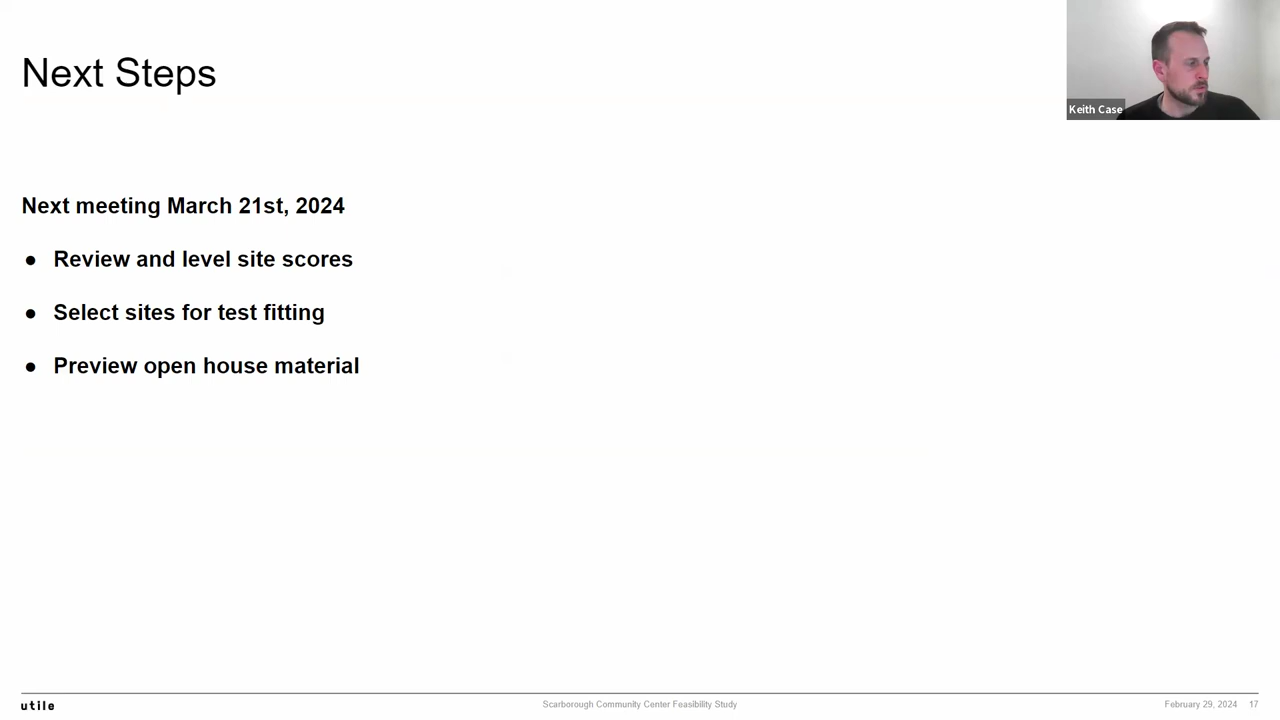 Next Steps
Keith Case
Next meeting March 21st, 2024
● Review and level site scores
● Select sites for test fitting
● Preview open house material
utile
Scarborough Community Center Feasibility Study
February 29, 2024 17